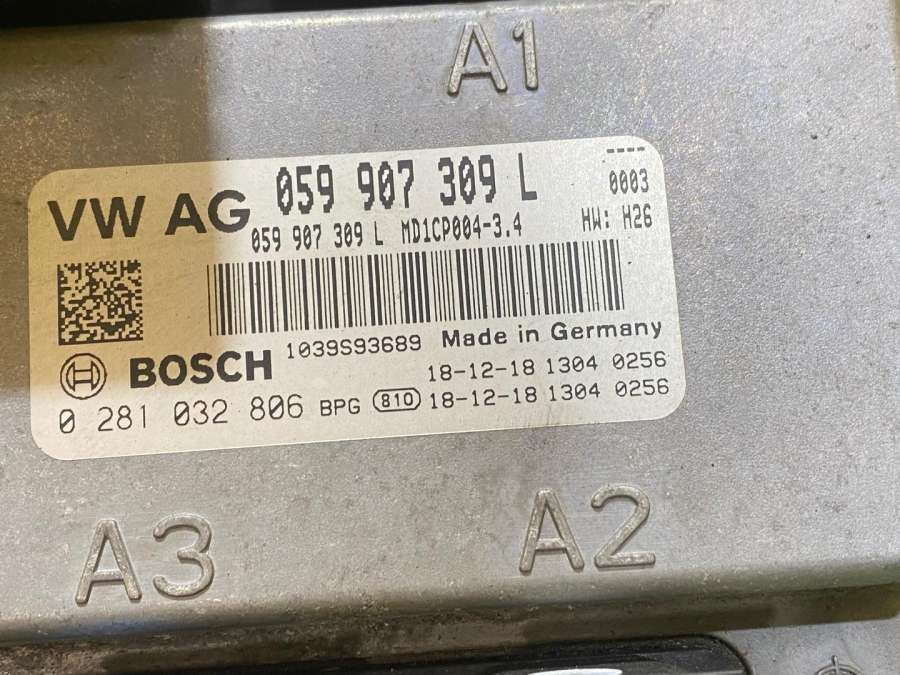 A1
VW AG 059 907 309 L ----
0003
059 907 309 L MD1CP004-3.4 HW: H26
1039S93689 Made in Germany
BOSCH 18-12-18 1304 0256
0 281 032 806 BPG 810 18-12-18 1304 0256
A3 A2